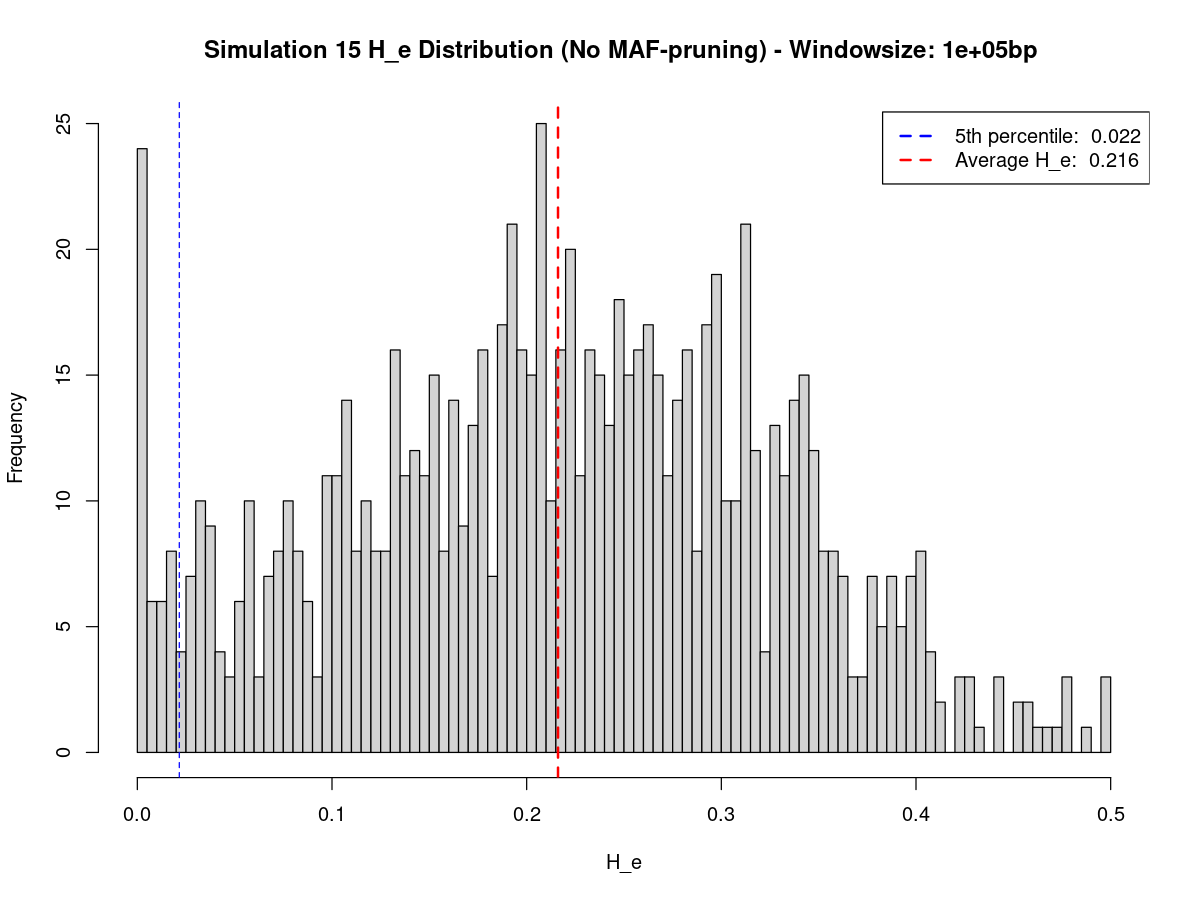 Simulation 15 H_e Distribution (No MAF-pruning) - Windowsize: 1e+05bp
5th percentile:  0.022
Average H_e:  0.216
Frequency
25
20
15
10
5
0
0.0 0.1 0.2 0.3 0.4 0.5
H_e